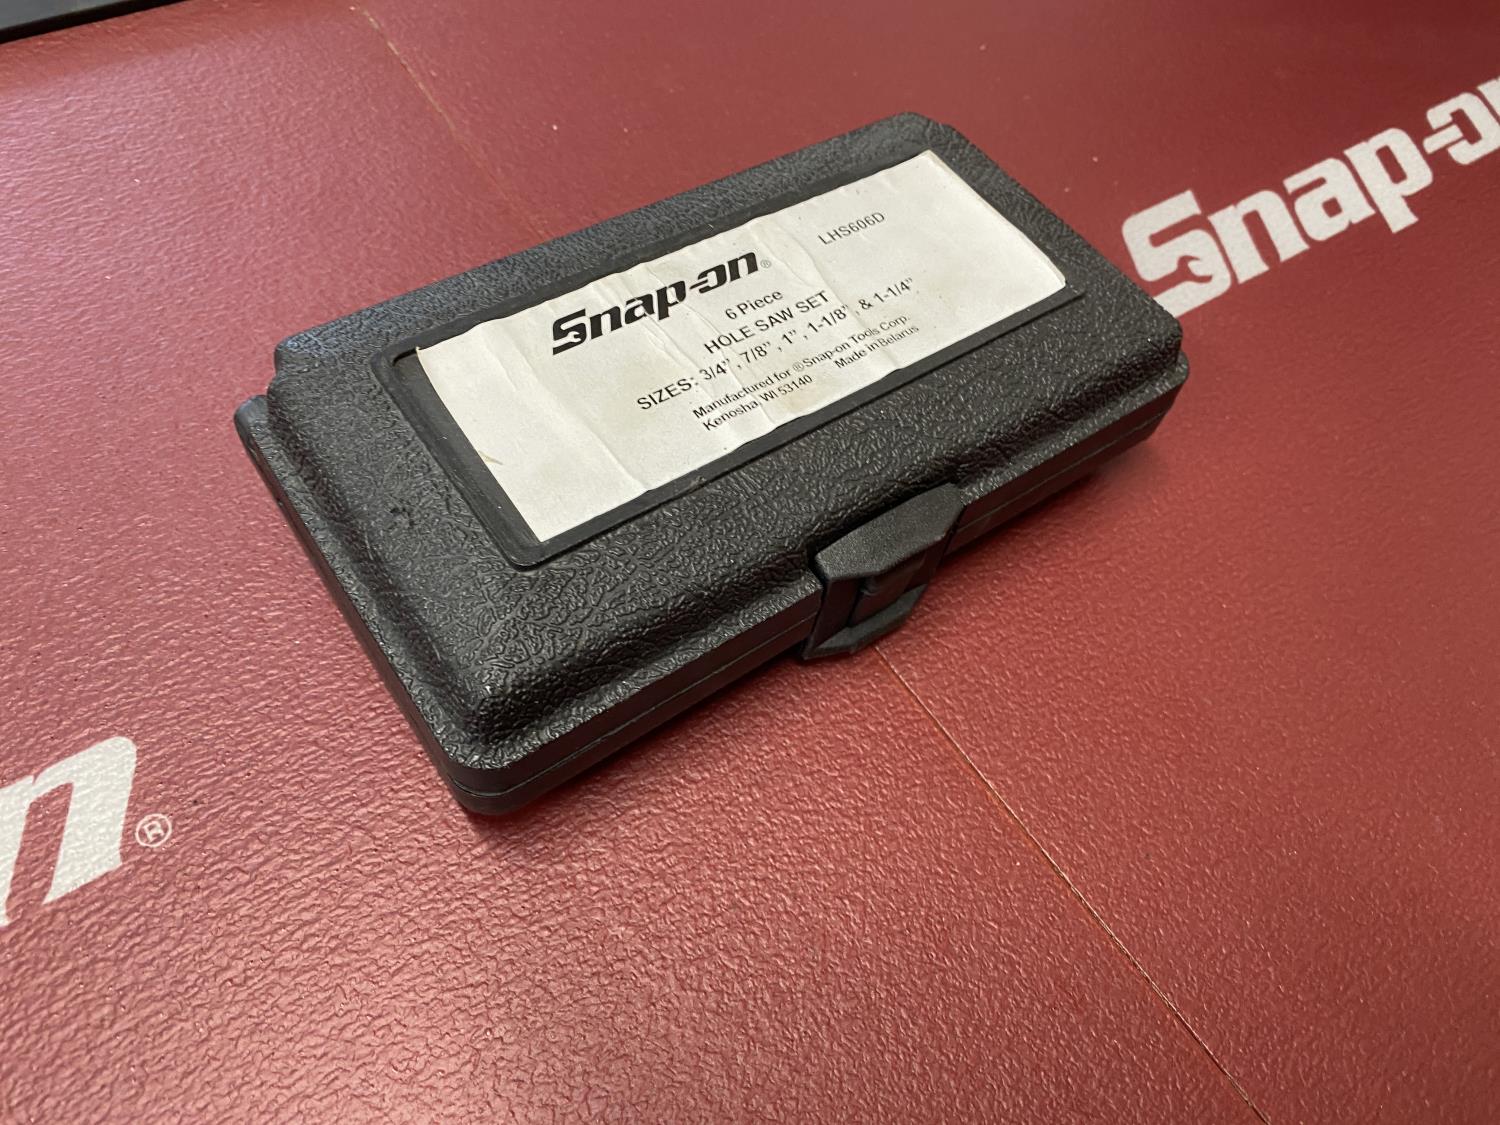 Snap-on®
LHS606D
6 Piece
HOLE SAW SET
SIZES: 3/4” , 7/8” , 1” , 1-1/8” , & 1-1/4”
Manufactured for ®Snap-on Tools Corp.
Kenosha, WI 53140 Made in Belarus
Snap-on
n®